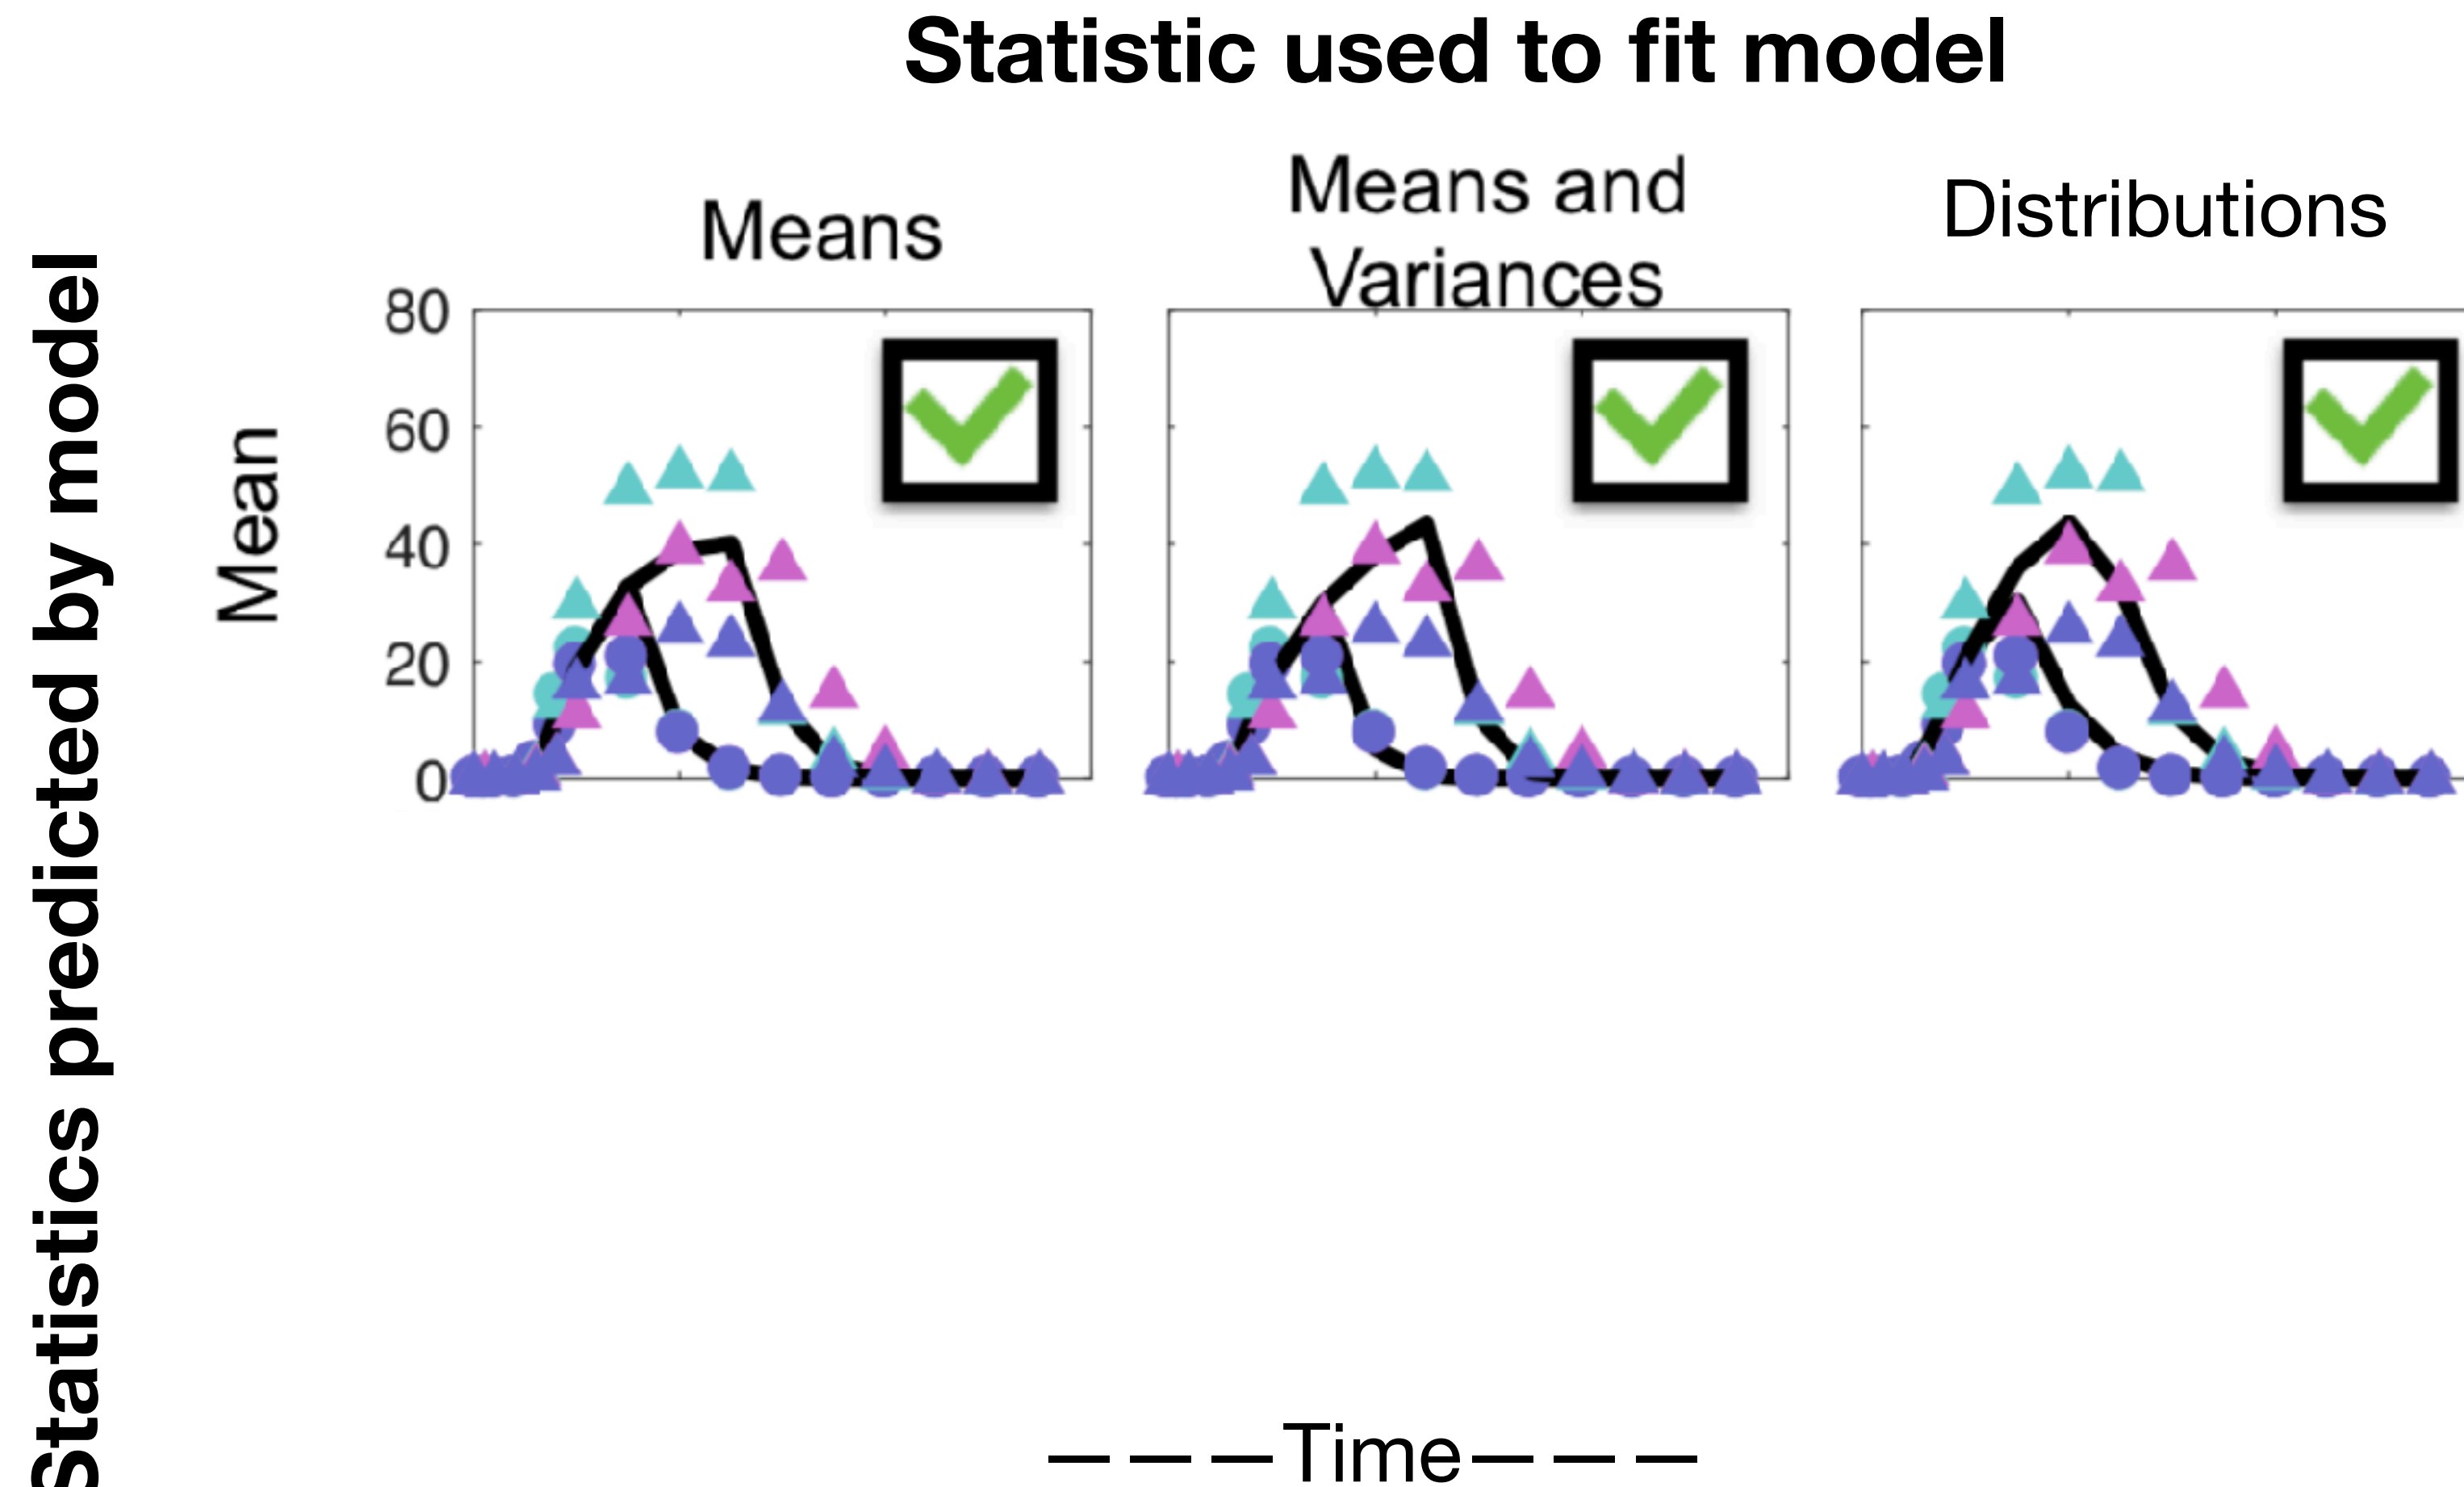 Statistic used to fit model
Means
Means and
Variances
Distributions
Statistics predicted by model
Mean
80
60
40
20
0
Time